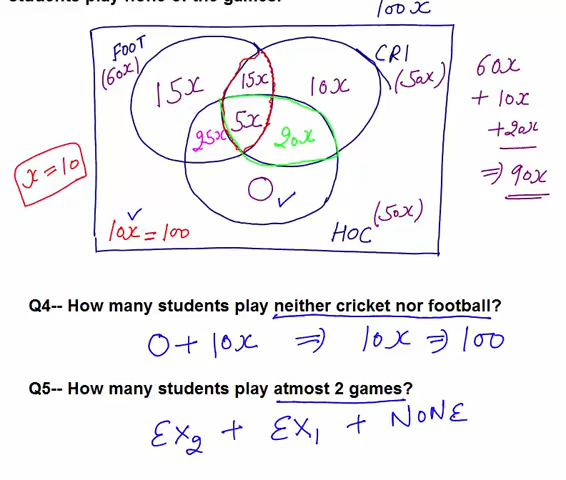 students play none of the games.
100x
FOOT
(60x)
CRI
(50x)
15x
15x
10x
5x
25x
20x
0
HOC (50x)
10x = 100
x = 10
60x
+ 10x
+20x
⇒ 90x
Q4-- How many students play neither cricket nor football?
0 + 10x ⇒ 10x ⇒ 100
Q5-- How many students play atmost 2 games?
Ex2 + Ex1 + NONE